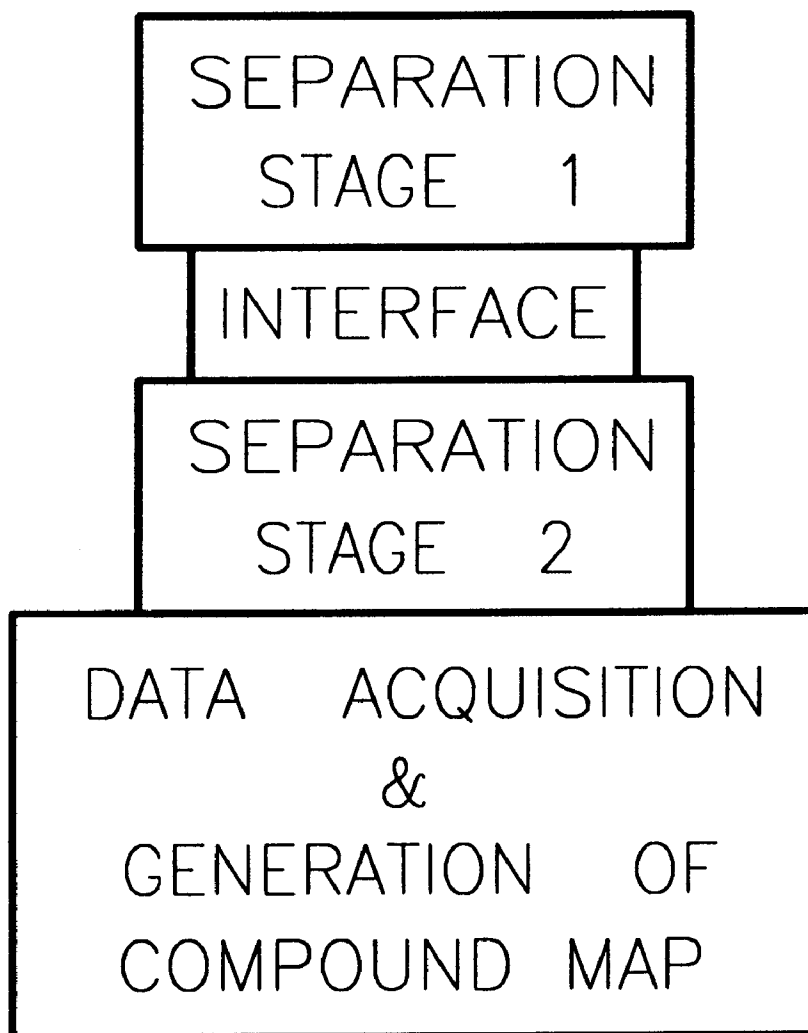 SEPARATION
STAGE 1
INTERFACE
SEPARATION
STAGE 2
DATA ACQUISITION
&
GENERATION OF
COMPOUND MAP